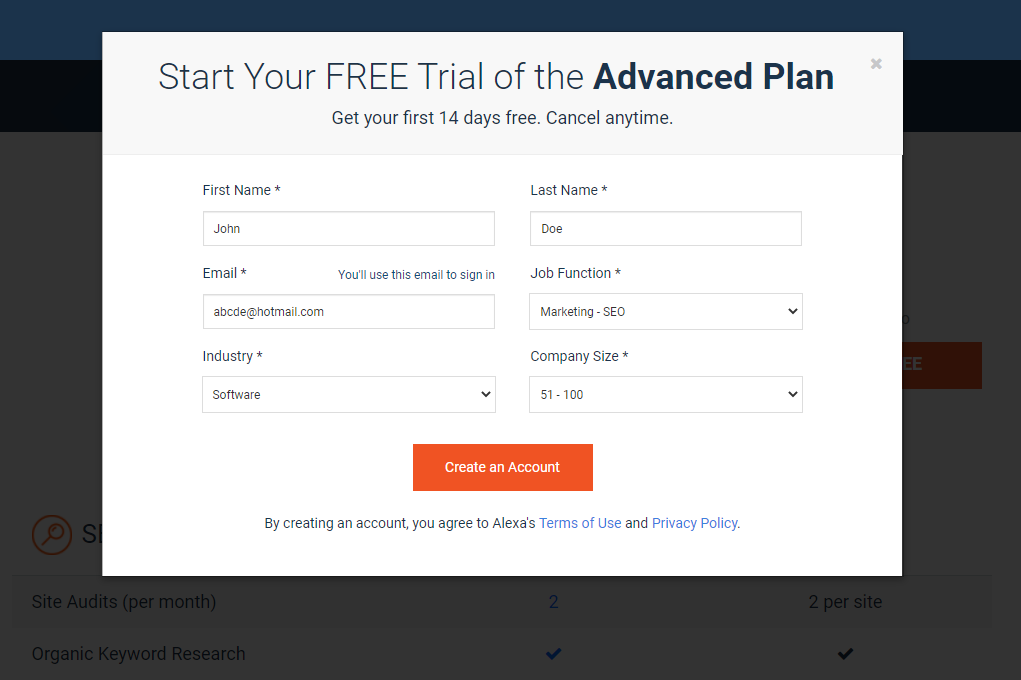 Start Your FREE Trial of the Advanced Plan
Get your first 14 days free. Cancel anytime.
First Name *
Last Name *
John
Doe
Email *
You'll use this email to sign in
Job Function *
abcde@hotmail.com
Marketing - SEO
Industry *
Company Size *
Software
51 - 100
Create an Account
By creating an account, you agree to Alexa's Terms of Use and Privacy Policy.
Site Audits (per month)
2
2 per site
Organic Keyword Research